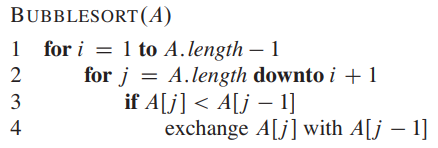 BUBBLESORT(A)
1 for i = 1 to A.length – 1
2 for j = A.length downto i + 1
3 if A[j] < A[j – 1]
4 exchange A[j] with A[j – 1]